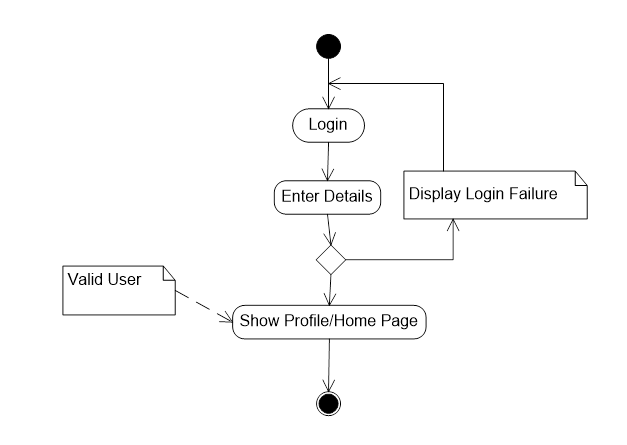 Login
Enter Details
Display Login Failure
Valid User
Show Profile/Home Page